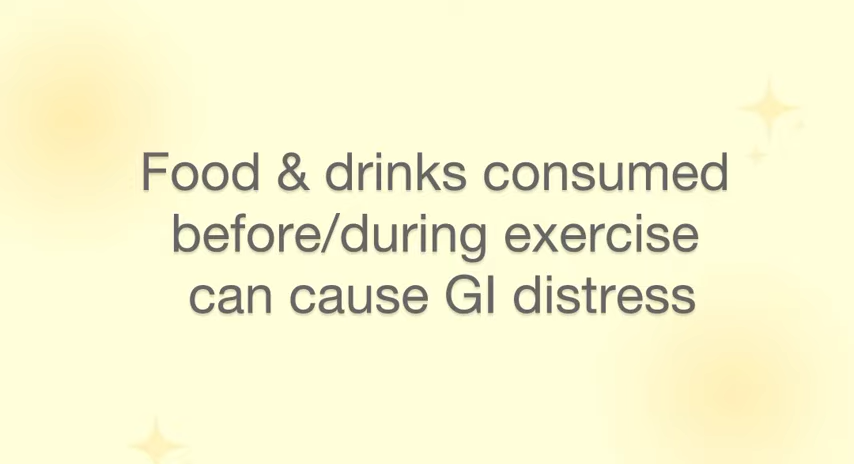 Food & drinks consumed
before/during exercise
can cause GI distress